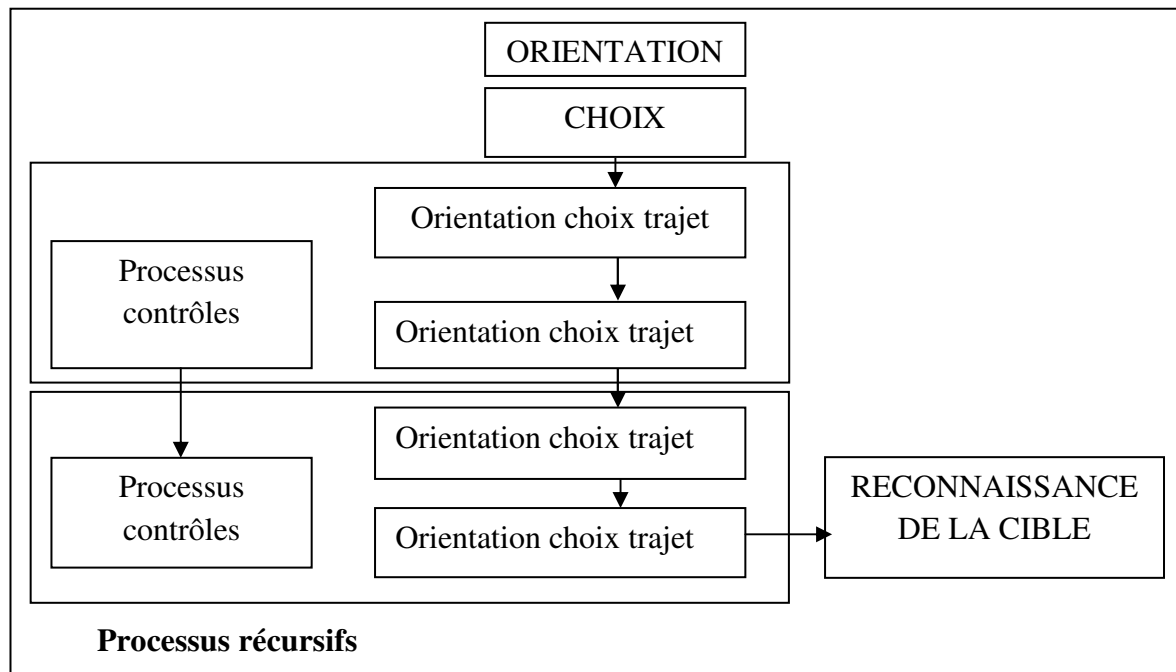 ORIENTATION
CHOIX
Orientation choix trajet
Processus
contrôles
Orientation choix trajet
Orientation choix trajet
Processus
contrôles
Orientation choix trajet
RECONNAISSANCE
DE LA CIBLE
Processus récursifs